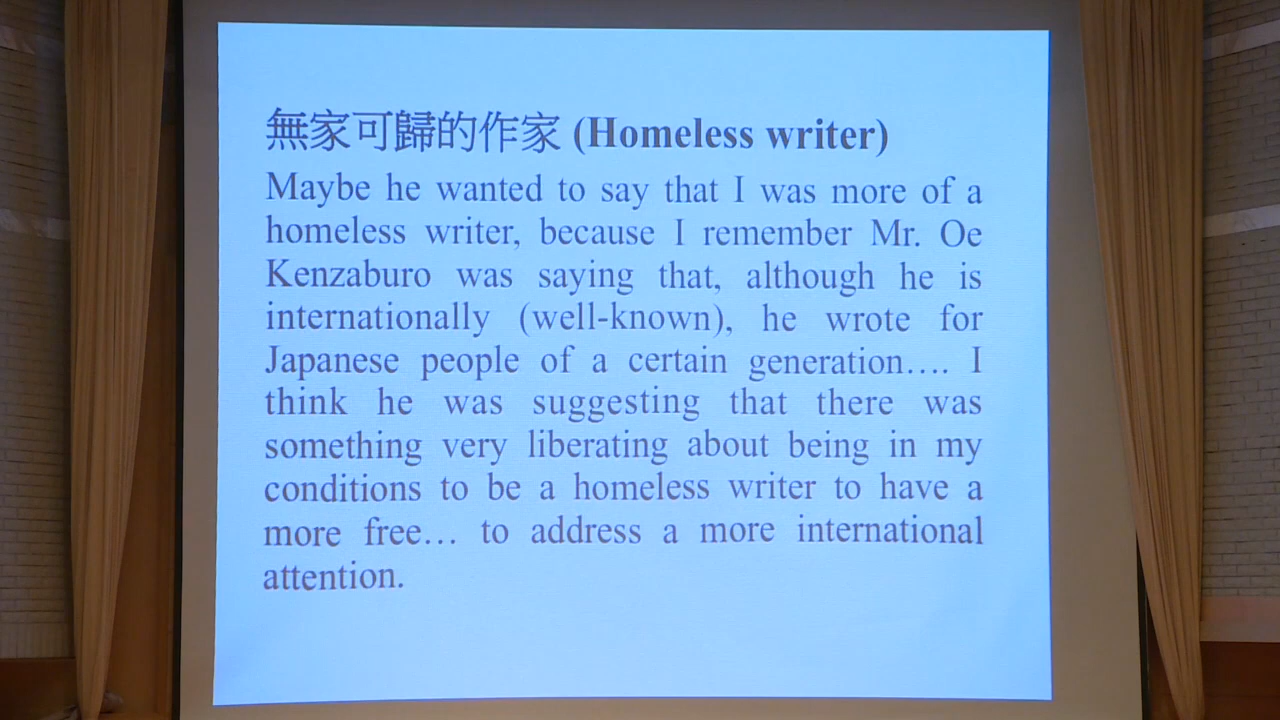 無家可歸的作家 (Homeless writer)
Maybe he wanted to say that I was more of a
homeless writer, because I remember Mr. Oe
Kenzaburo was saying that, although he is
internationally (well-known), he wrote for
Japanese people of a certain generation…. I
think he was suggesting that there was
something very liberating about being in my
conditions to be a homeless writer to have a
more free… to address a more international
attention.